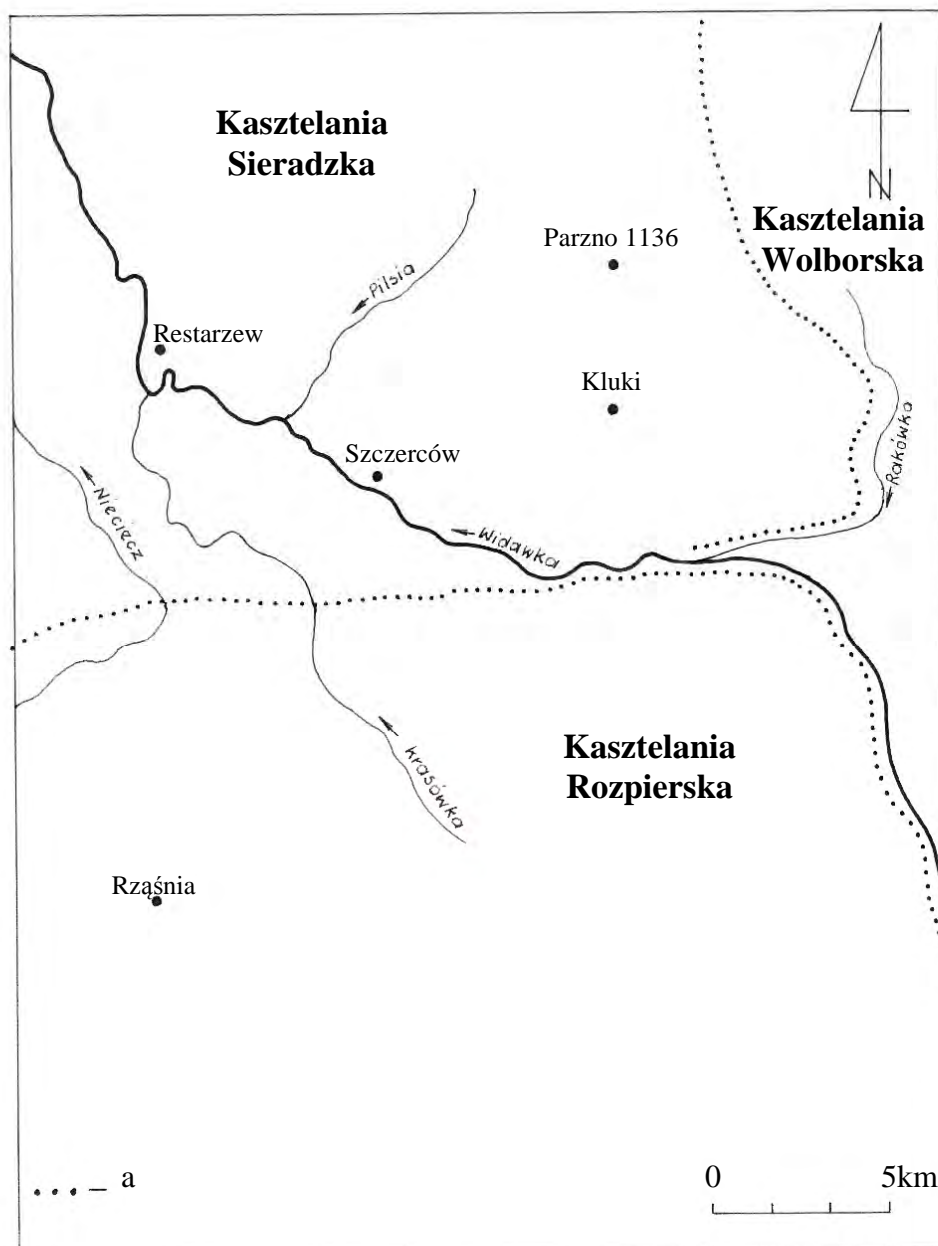 Kasztelania
Sieradzka
N
Kasztelania
Wolborska
Parzno 1136
Pilsia
Restarzew
Kluki
Rakówka
Szczerców
Nieciecz
Widawka
Kasztelania
Rozpierska
Krasówka
Rząśnia
– a
0 5km